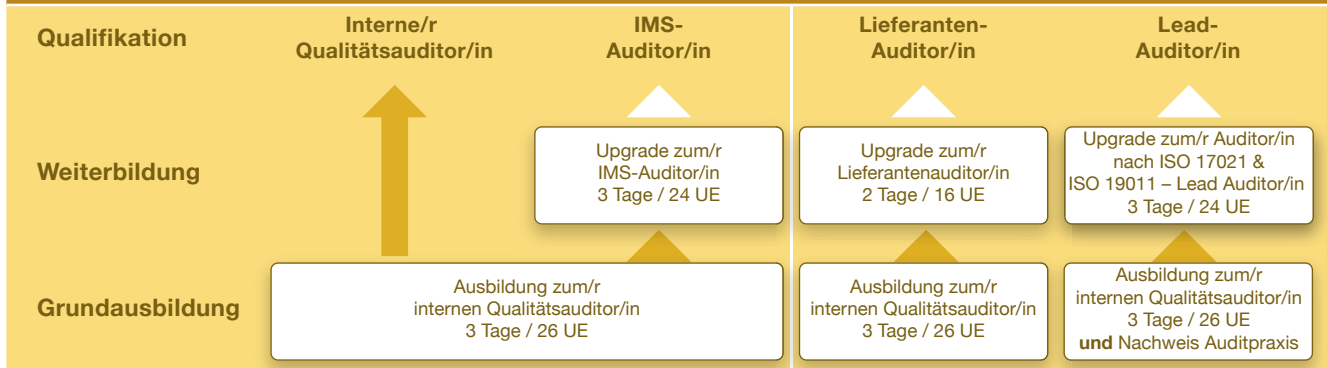 Qualifikation
Interne/r
Qualitätsauditor/in
IMS-
Auditor/in
Lieferanten-
Auditor/in
Lead-
Auditor/in
Weiterbildung
Upgrade zum/r
IMS-Auditor/in
3 Tage / 24 UE
Upgrade zum/r
Lieferantenauditor/in
2 Tage / 16 UE
Upgrade zum/r Auditor/in
nach ISO 17021 &
ISO 19011 – Lead Auditor/in
3 Tage / 24 UE
Grundausbildung
Ausbildung zum/r
internen Qualitätsauditor/in
3 Tage / 26 UE
Ausbildung zum/r
internen Qualitätsauditor/in
3 Tage / 26 UE
Ausbildung zum/r
internen Qualitätsauditor/in
3 Tage / 26 UE
und Nachweis Auditpraxis